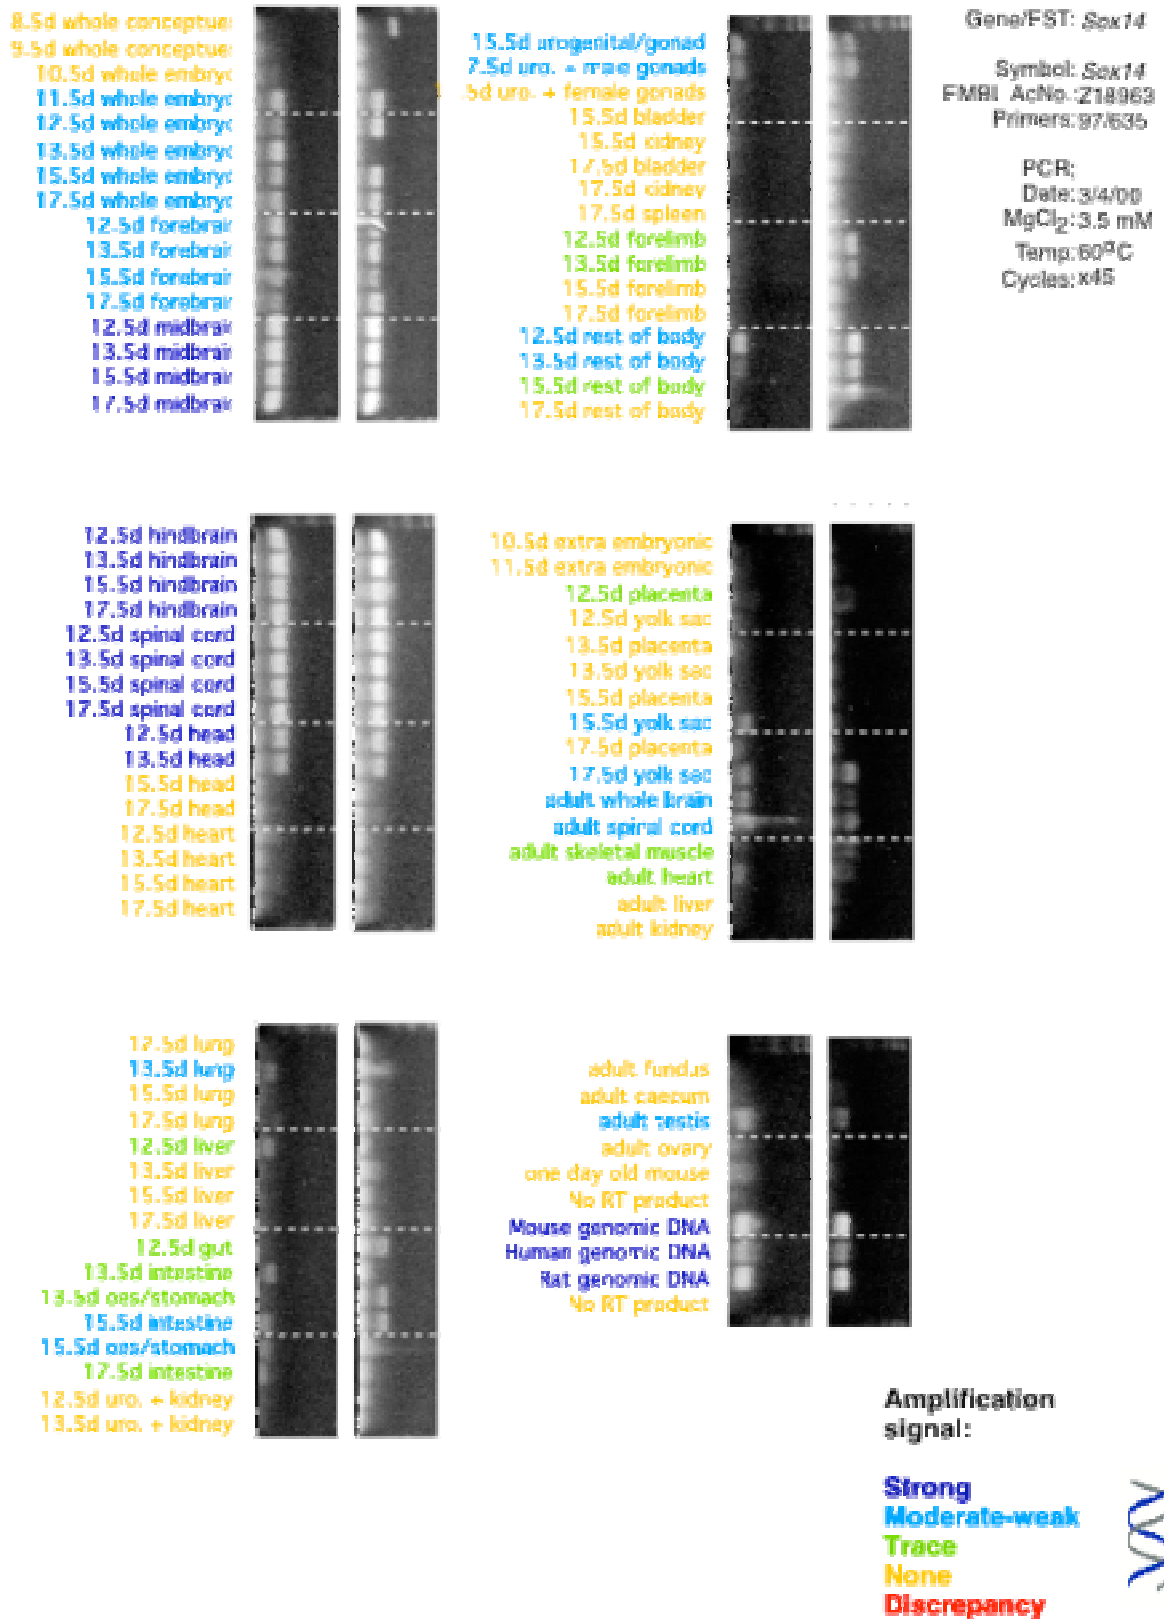 8.5d whole conceptus
9.5d whole conceptus
10.5d whole embryo
11.5d whole embryo
12.5d whole embryo
13.5d whole embryo
15.5d whole embryo
17.5d whole embryo
12.5d forebrain
13.5d forebrain
15.5d forebrain
17.5d forebrain
12.5d midbrain
13.5d midbrain
15.5d midbrain
17.5d midbrain
15.5d urogenital/gonad
7.5d uro. + male gonads
.5d uro. + female gonads
15.5d bladder
15.5d kidney
17.5d bladder
17.5d kidney
17.5d spleen
12.5d forelimb
13.5d forelimb
15.5d forelimb
17.5d forelimb
12.5d rest of body
13.5d rest of body
15.5d rest of body
17.5d rest of body
Gene/EST: Sox14
Symbol: Sox14
EMBL AcNo.: Z18963
Primers: 97/635
PCR:
Date: 3/4/00
MgCl2: 3.5 mM
Temp: 60°C
Cycles: x45
12.5d hindbrain
13.5d hindbrain
15.5d hindbrain
17.5d hindbrain
12.5d spinal cord
13.5d spinal cord
15.5d spinal cord
17.5d spinal cord
12.5d head
13.5d head
15.5d head
17.5d head
12.5d heart
13.5d heart
15.5d heart
17.5d heart
10.5d extra embryonic
11.5d extra embryonic
12.5d placenta
12.5d yolk sac
13.5d placenta
13.5d yolk sac
15.5d placenta
15.5d yolk sac
17.5d placenta
17.5d yolk sac
adult whole brain
adult spinal cord
adult skeletal muscle
adult heart
adult liver
adult kidney
12.5d lung
13.5d lung
15.5d lung
17.5d lung
12.5d liver
13.5d liver
15.5d liver
17.5d liver
12.5d gut
13.5d intestine
13.5d oes/stomach
15.5d intestine
15.5d oes/stomach
17.5d intestine
12.5d uro. + kidney
13.5d uro. + kidney
adult fundus
adult caecum
adult testis
adult ovary
one day old mouse
No RT product
Mouse genomic DNA
Human genomic DNA
Rat genomic DNA
No RT product
Amplification
signal:
Strong
Moderate-weak
Trace
None
Discrepancy